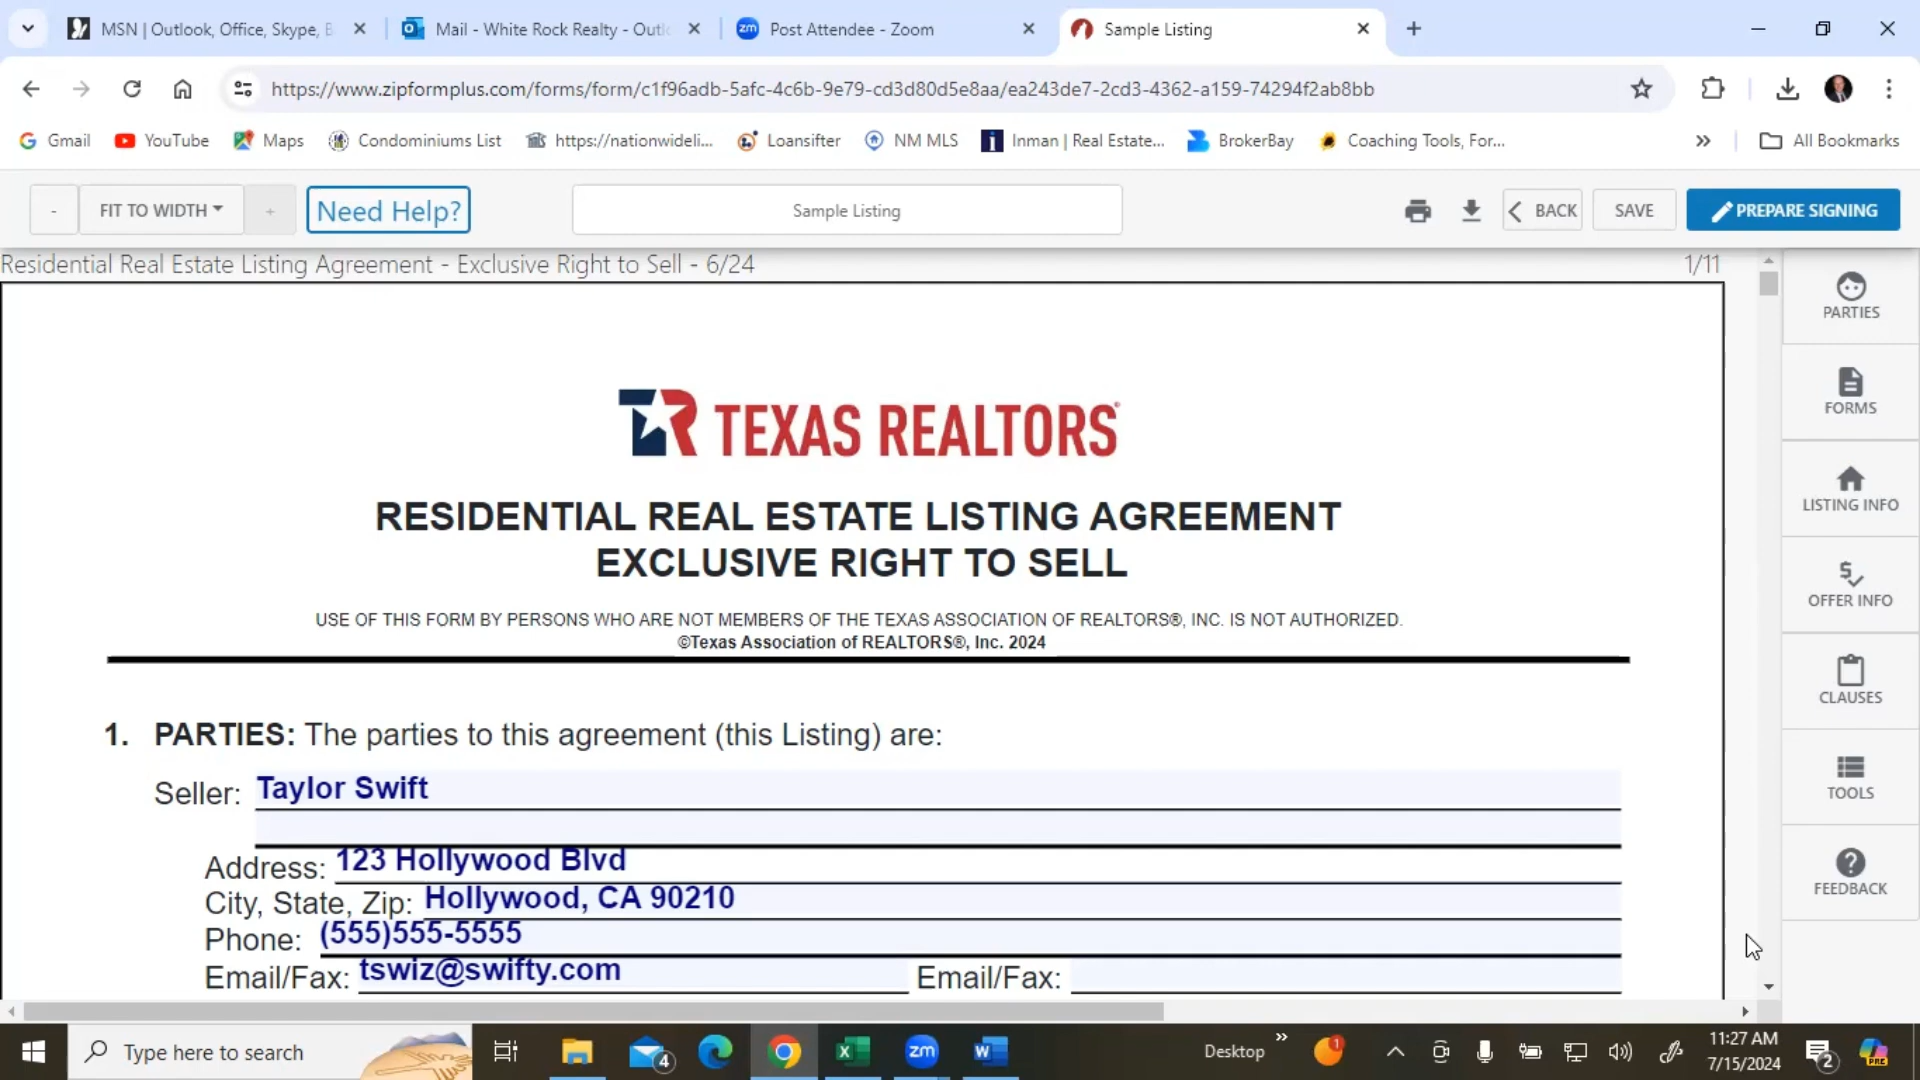 MSN | Outlook, Office, Skype, B
Mail - White Rock Realty - Outlo
Post Attendee - Zoom
Sample Listing
https://www.zipformplus.com/forms/form/c1f96adb-5afc-4c6b-9e79-cd3d80d5e8aa/ea243de7-2cd3-4362-a159-74294f2ab8bb
Gmail
YouTube
Maps
Condominiums List
https://nationwideli...
Loansifter
NM MLS
Inman | Real Estate...
BrokerBay
Coaching Tools, For...
All Bookmarks
-
FIT TO WIDTH
+
Need Help?
Sample Listing
BACK
SAVE
PREPARE SIGNING
Residential Real Estate Listing Agreement - Exclusive Right to Sell - 6/24
1/11
TEXAS REALTORS®
RESIDENTIAL REAL ESTATE LISTING AGREEMENT
EXCLUSIVE RIGHT TO SELL
USE OF THIS FORM BY PERSONS WHO ARE NOT MEMBERS OF THE TEXAS ASSOCIATION OF REALTORS®, INC. IS NOT AUTHORIZED.
©Texas Association of REALTORS®, Inc. 2024
1. PARTIES: The parties to this agreement (this Listing) are:
Seller: Taylor Swift
Address: 123 Hollywood Blvd
City, State, Zip: Hollywood, CA 90210
Phone: (555)555-5555
Email/Fax: tswiz@swifty.com Email/Fax:
PARTIES
FORMS
LISTING INFO
OFFER INFO
CLAUSES
TOOLS
FEEDBACK
Type here to search
4
zm
Desktop
1
11:27 AM
7/15/2024
2
PRE